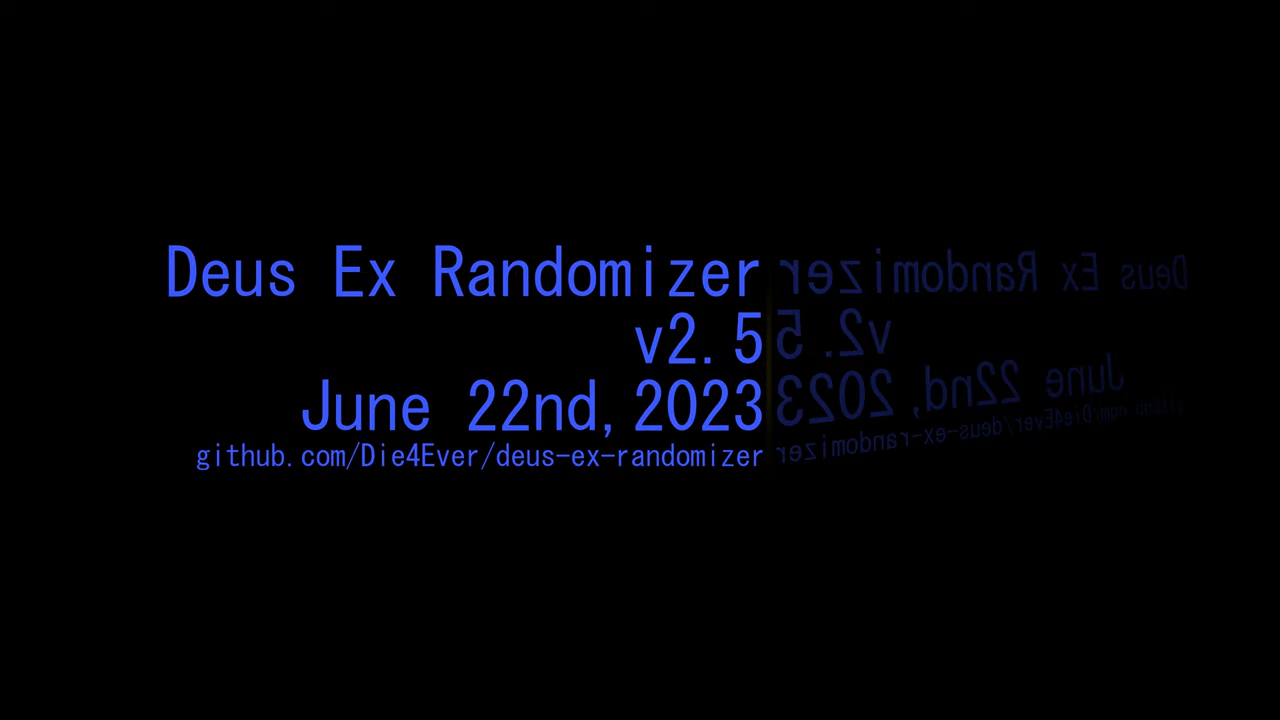 Deus Ex Randomizer
v2.5
June 22nd, 2023
github.com/Die4Ever/deus-ex-randomizer